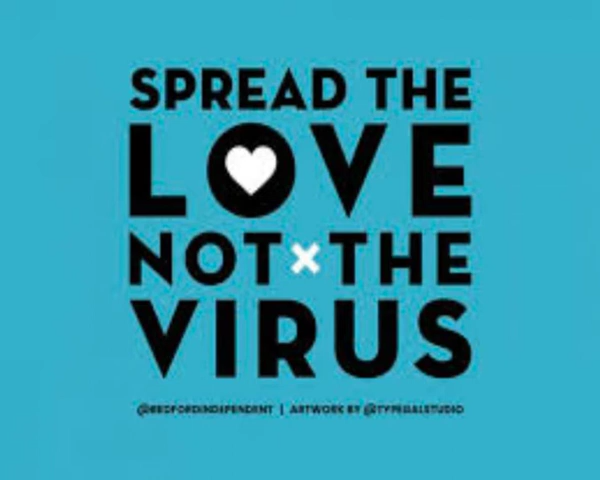 SPREAD THE
LOVE
NOT×THE
VIRUS
@BEDFORDINDEPENDENT | ARTWORK BY @TYPEGALSTUDIO